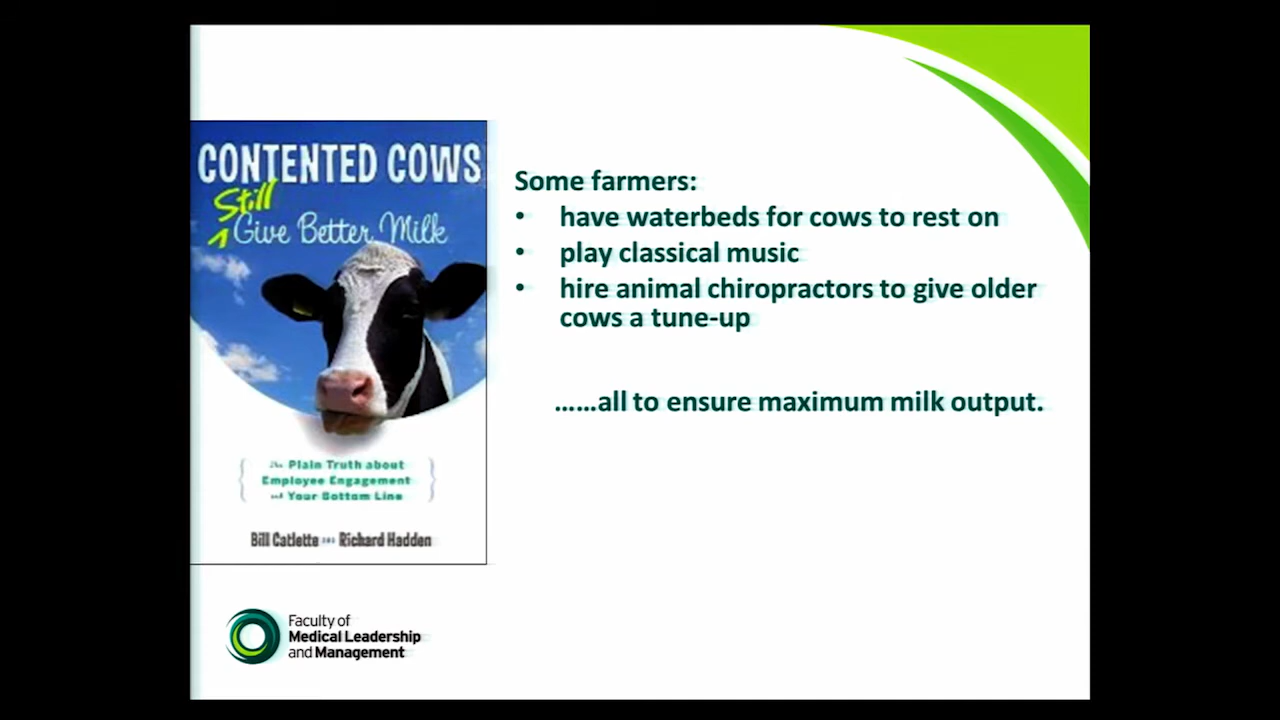 CONTENTED COWS
Still
Give Better Milk
The Plain Truth about
Employee Engagement
and Your Bottom Line
Bill Catlette and Richard Hadden
Some farmers:
• have waterbeds for cows to rest on
• play classical music
• hire animal chiropractors to give older
cows a tune-up
......all to ensure maximum milk output.
Faculty of
Medical Leadership
and Management